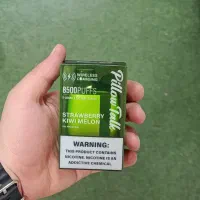 WIRELESS
CHARGING
8500PUFFS
Pillow Talk
STRAWBERRY
KIWI MELON
WARNING:
THIS PRODUCT CONTAINS
NICOTINE. NICOTINE IS AN
ADDICTIVE CHEMICAL.